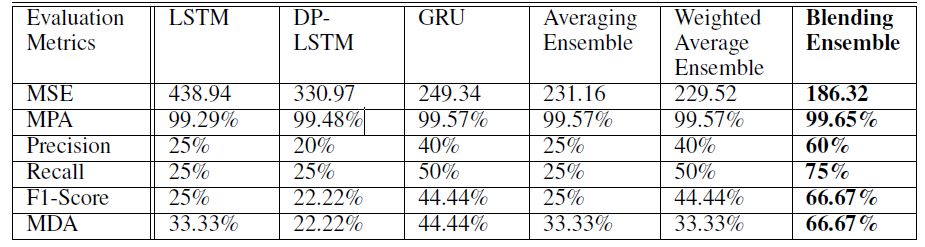 Evaluation Metrics | LSTM | DP-LSTM | GRU | Averaging Ensemble | Weighted Average Ensemble | Blending Ensemble
MSE | 438.94 | 330.97 | 249.34 | 231.16 | 229.52 | 186.32
MPA | 99.29% | 99.48% | 99.57% | 99.57% | 99.57% | 99.65%
Precision | 25% | 20% | 40% | 25% | 40% | 60%
Recall | 25% | 25% | 50% | 25% | 50% | 75%
F1-Score | 25% | 22.22% | 44.44% | 25% | 44.44% | 66.67%
MDA | 33.33% | 22.22% | 44.44% | 33.33% | 33.33% | 66.67%